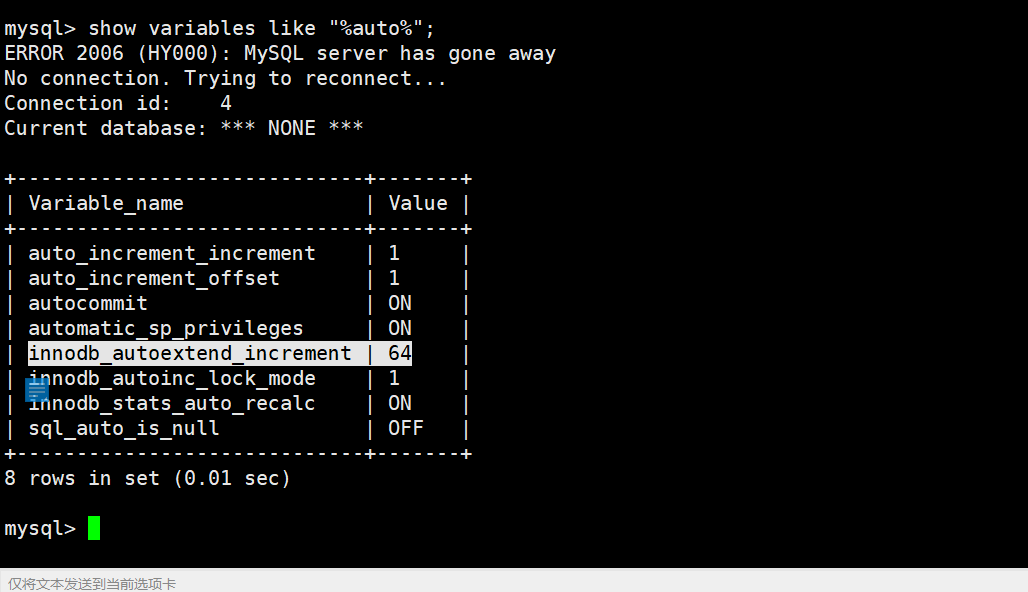 mysql> show variables like "%auto%";
ERROR 2006 (HY000): MySQL server has gone away
No connection. Trying to reconnect...
Connection id:    4
Current database: *** NONE ***
+-----------------------------+-------+
| Variable_name               | Value |
+-----------------------------+-------+
| auto_increment_increment    | 1     |
| auto_increment_offset       | 1     |
| autocommit                  | ON    |
| automatic_sp_privileges     | ON    |
| innodb_autoextend_increment | 64    |
| innodb_autoinc_lock_mode    | 1     |
| innodb_stats_auto_recalc    | ON    |
| sql_auto_is_null            | OFF   |
+-----------------------------+-------+
8 rows in set (0.01 sec)
mysql>
仅将文本发送到当前选项卡